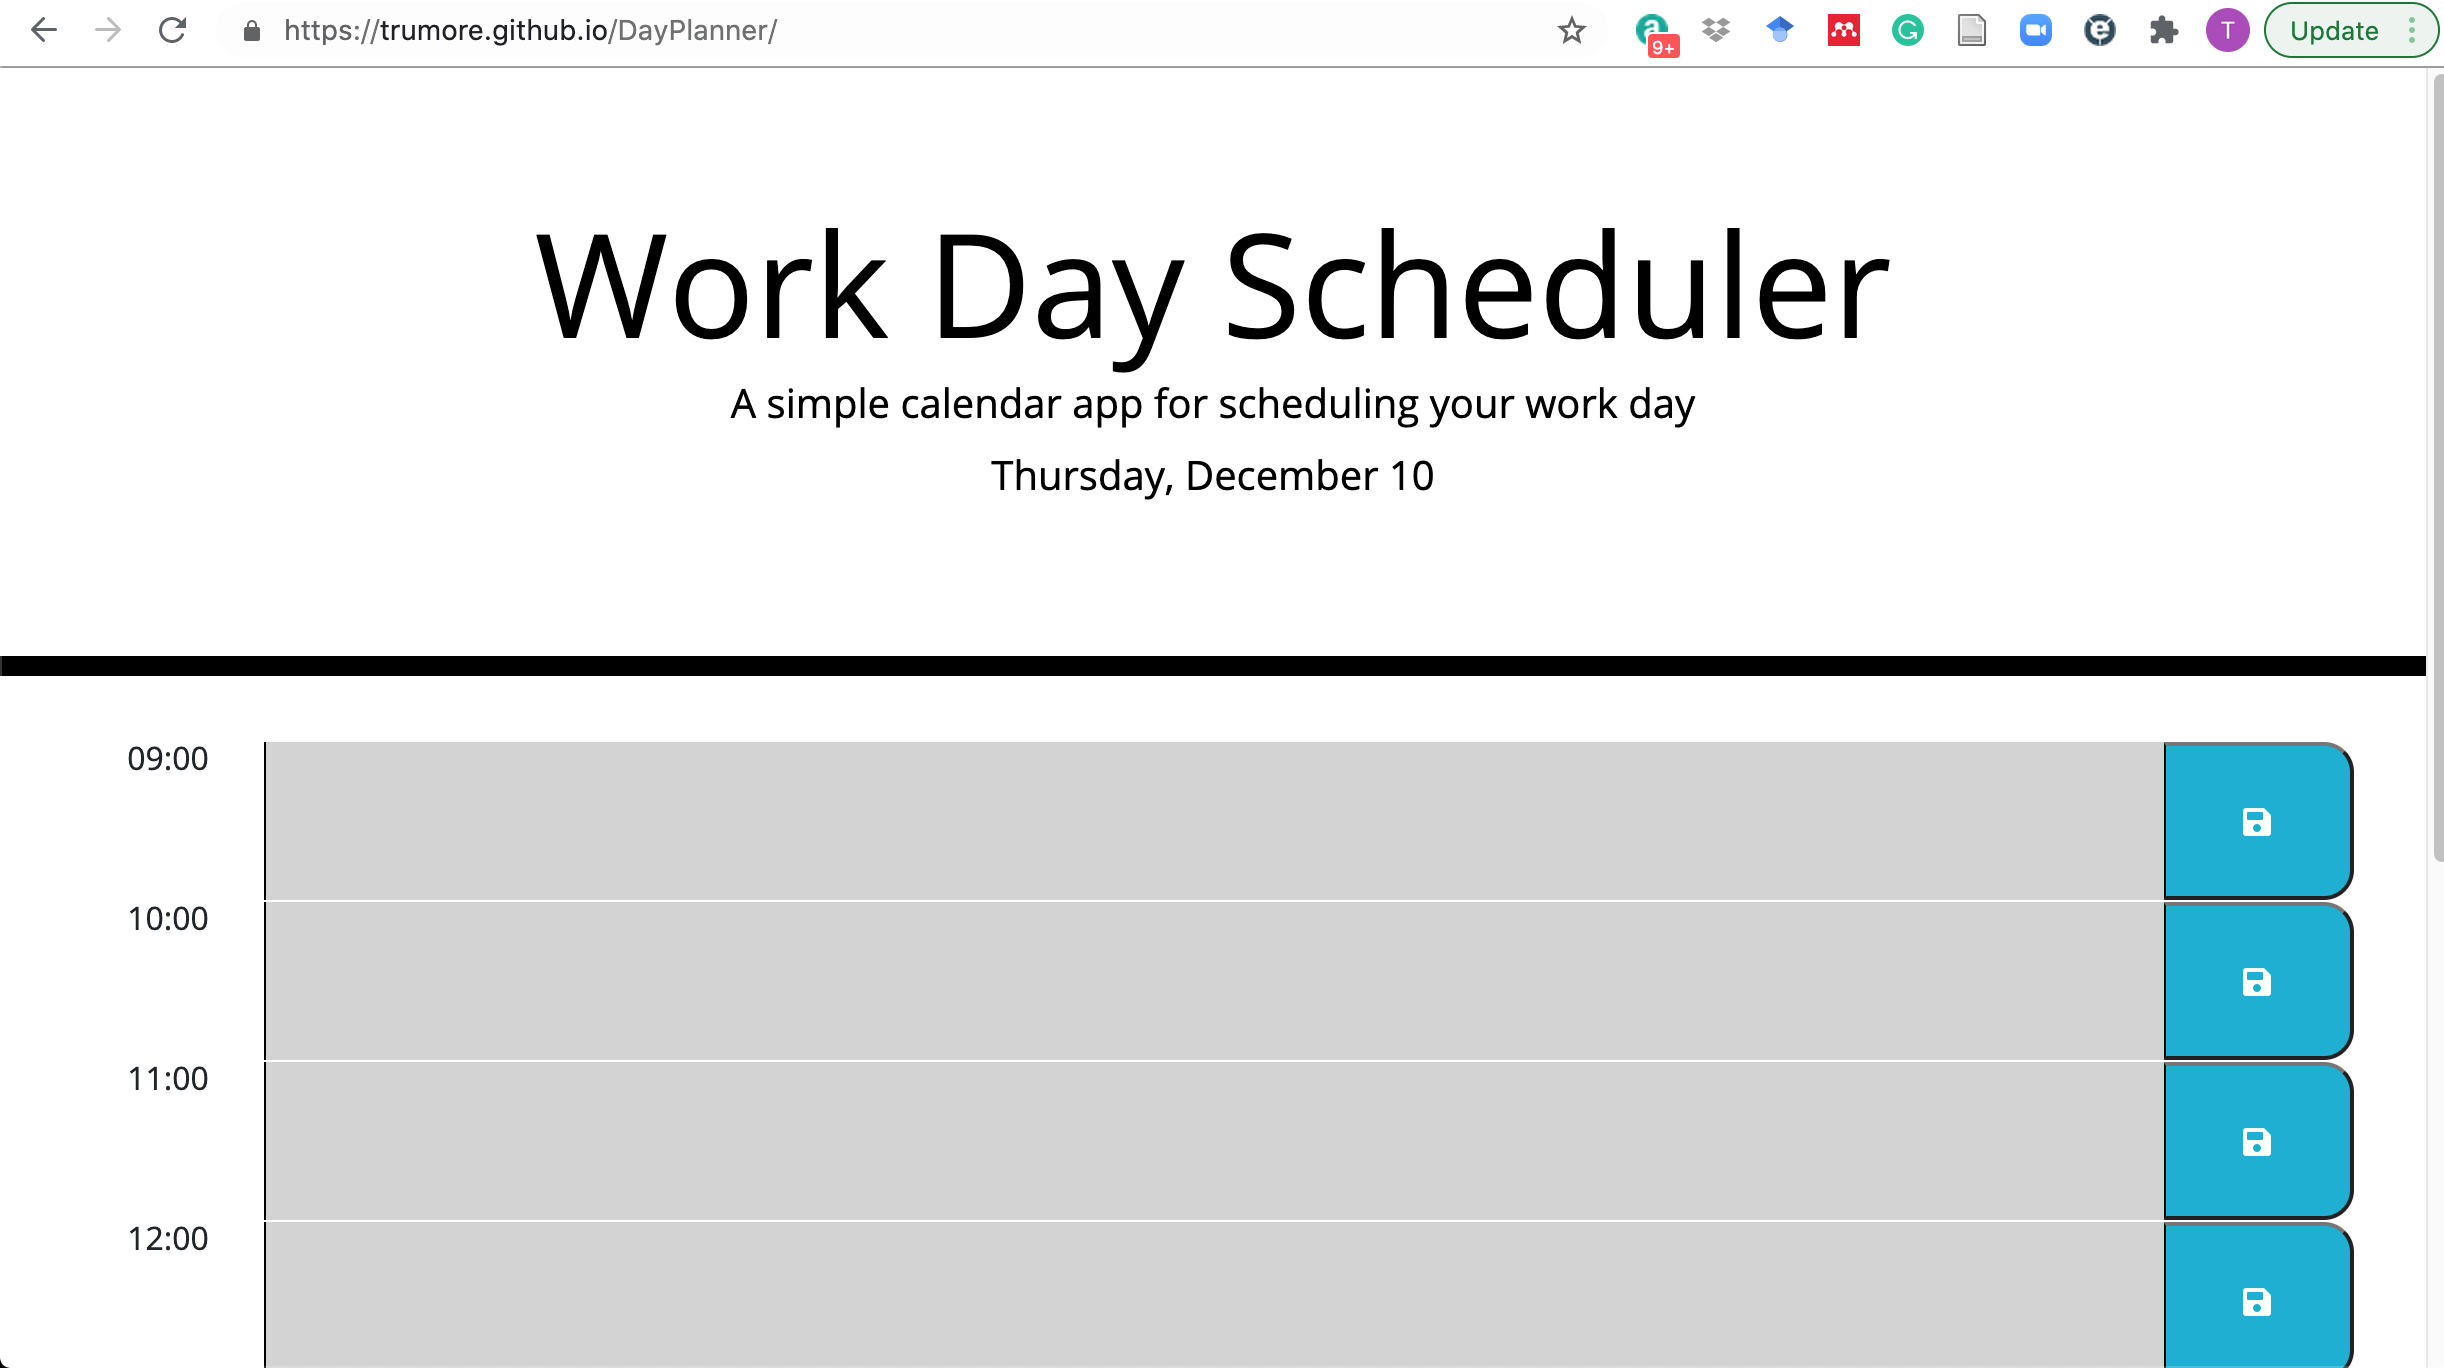 https://trumore.github.io/DayPlanner/
a
9+
G
e
T
Update
Work Day Scheduler
A simple calendar app for scheduling your work day
Thursday, December 10
09:00
10:00
11:00
12:00